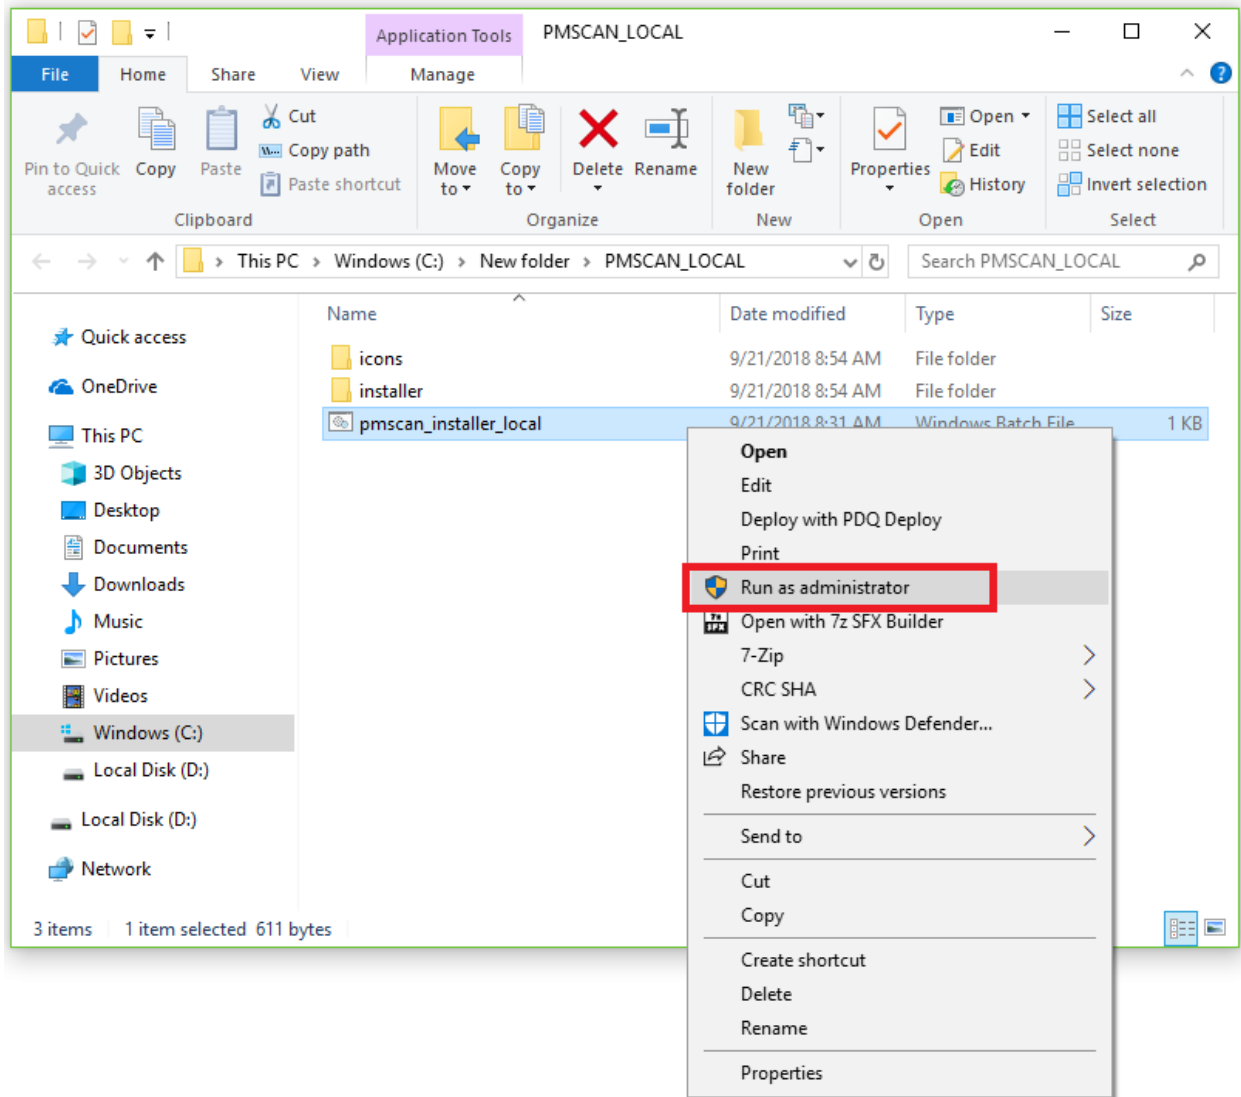 Application Tools PMSCAN_LOCAL
File Home Share View Manage
Pin to Quick access
Copy
Paste
Cut
Copy path
Paste shortcut
Clipboard
Move to
Copy to
Delete
Rename
Organize
New folder
New
Properties
Open
Edit
History
Open
Select all
Select none
Invert selection
Select
This PC > Windows (C:) > New folder > PMSCAN_LOCAL
Search PMSCAN_LOCAL
Name Date modified Type Size
Quick access
OneDrive
This PC
3D Objects
Desktop
Documents
Downloads
Music
Pictures
Videos
Windows (C:)
Local Disk (D:)
Local Disk (D:)
Network
icons 9/21/2018 8:54 AM File folder
installer 9/21/2018 8:54 AM File folder
pmscan_installer_local 9/21/2018 8:31 AM Windows Batch File 1 KB
Open
Edit
Deploy with PDQ Deploy
Print
Run as administrator
Open with 7z SFX Builder
7-Zip
CRC SHA
Scan with Windows Defender...
Share
Restore previous versions
Send to
Cut
Copy
Create shortcut
Delete
Rename
Properties
3 items 1 item selected 611 bytes